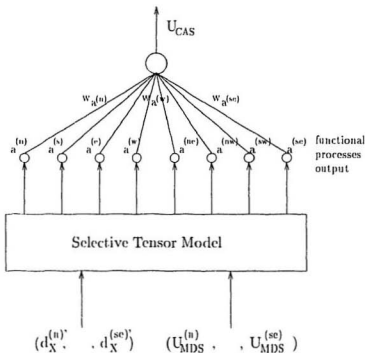 U_CAS
w_a(n) w_a(w) w_a(se)
a^(n) a^(s) a^(e) a^(w) a^(ne) a^(nw) a^(sw) a^(se)
functional
processes
output
Selective Tensor Model
(d_X^(n)', . , d_X^(se)') (U_MDS^(n), . , U_MDS^(se))